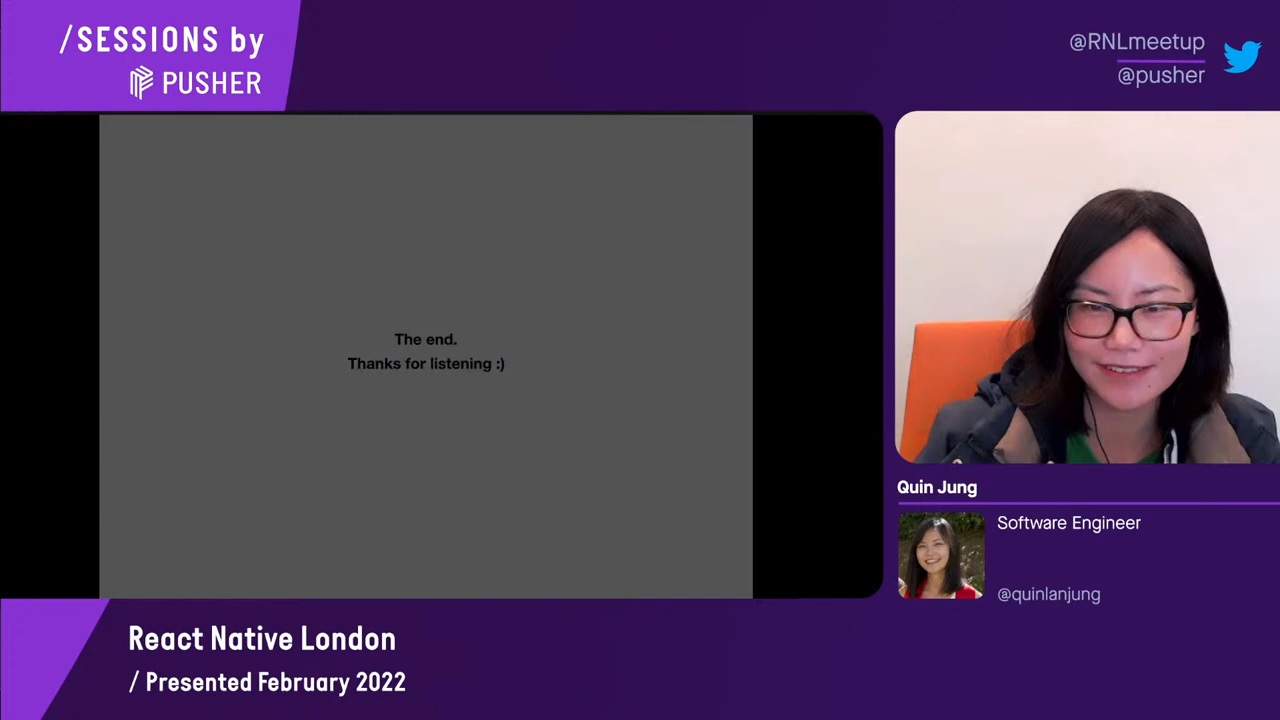 /SESSIONS by
PUSHER
@RNLmeetup
@pusher
The end.
Thanks for listening :)
Quin Jung
Software Engineer
@quinlanjung
React Native London
/ Presented February 2022